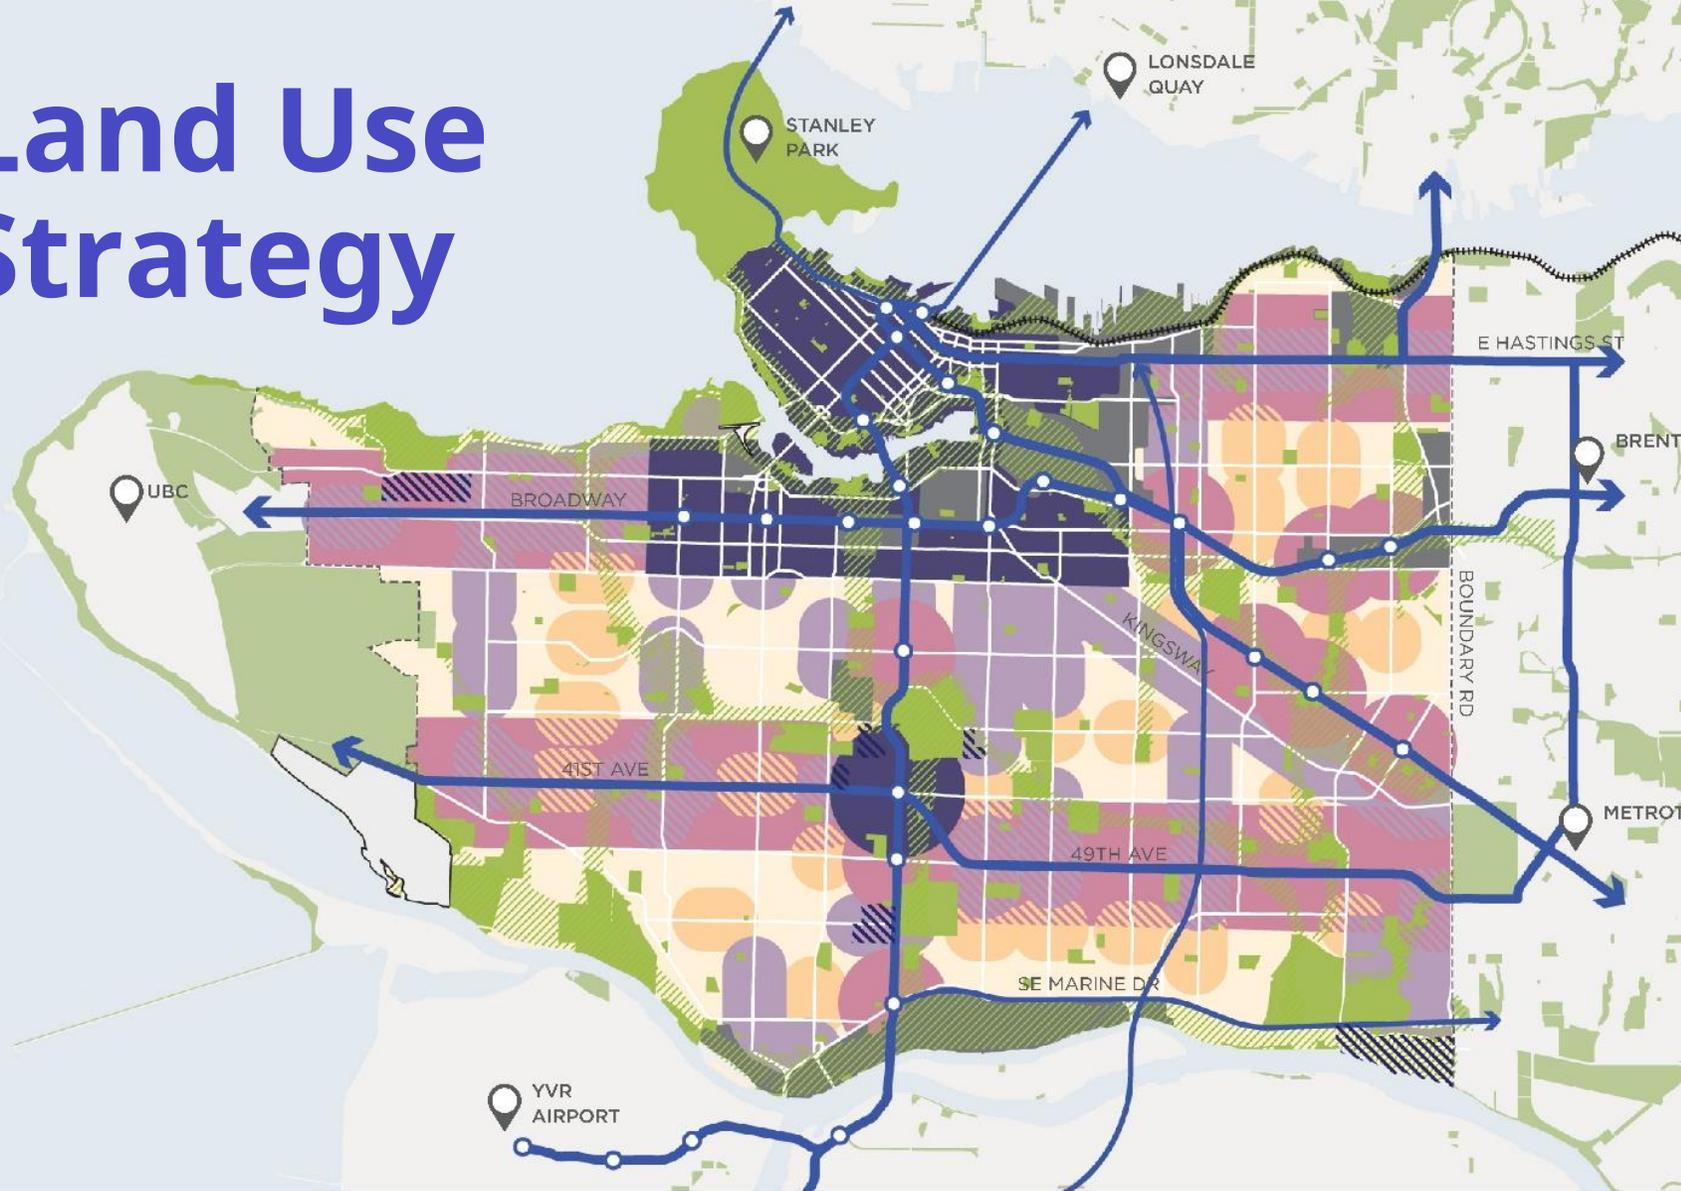 Land Use
Strategy
LONSDALE
QUAY
STANLEY
PARK
E HASTINGS ST
BRENT
UBC
BROADWAY
BOUNDARY RD
KINGSWAY
41ST AVE
METROT
49TH AVE
SE MARINE DR
YVR
AIRPORT